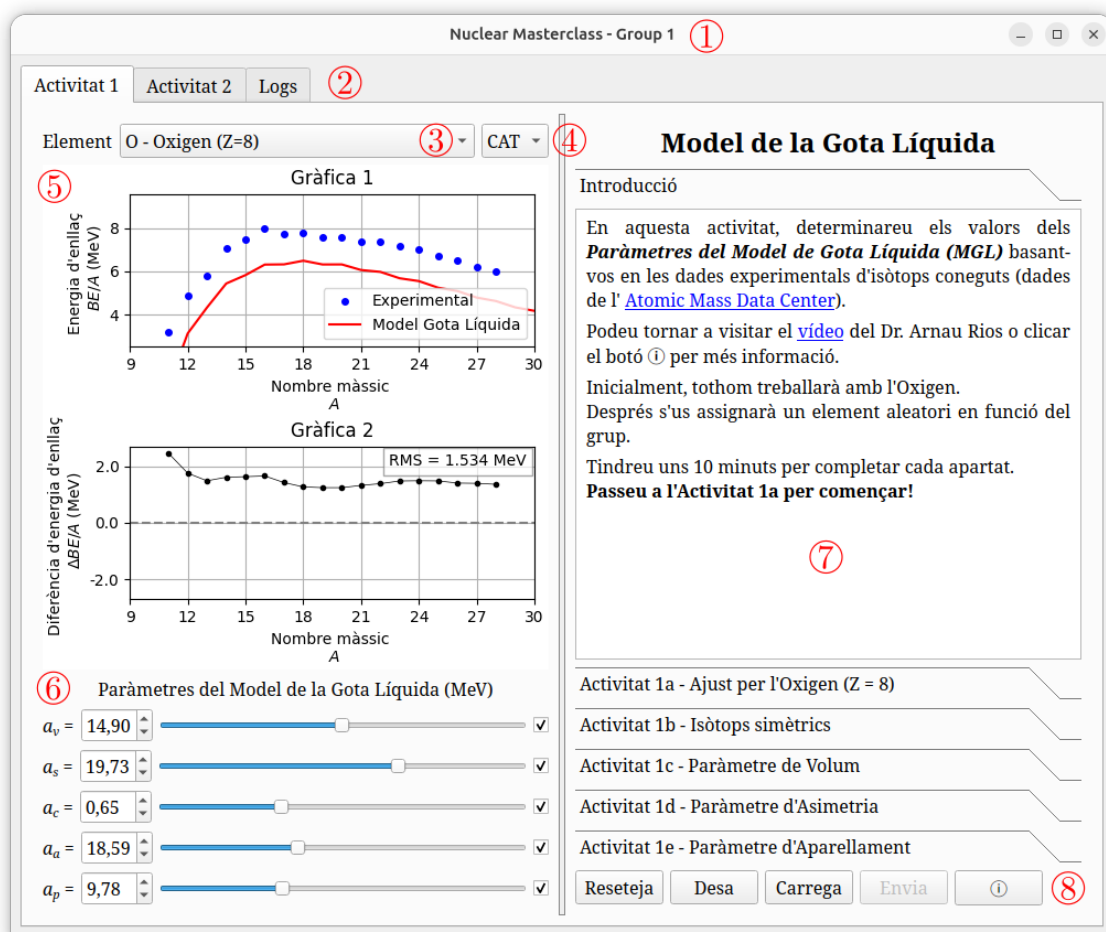 Nuclear Masterclass - Group 1 ①
Activitat 1 Activitat 2 Logs ②
Element O - Oxigen (Z=8) ③ CAT ④
⑤
Gràfica 1
Energia d'enllaç
BE/A (MeV)
8
6
4
Experimental
Model Gota Líquida
9 12 15 18 21 24 27 30
Nombre màssic
A
Gràfica 2
Diferència d'energia d'enllaç
ΔBE/A (MeV)
RMS = 1.534 MeV
2.0
0.0
-2.0
9 12 15 18 21 24 27 30
Nombre màssic
A
⑥
Paràmetres del Model de la Gota Líquida (MeV)
aᵥ = 14,90
aₛ = 19,73
a_c = 0,65
aₐ = 18,59
aₚ = 9,78
Model de la Gota Líquida
Introducció
En aquesta activitat, determinareu els valors dels
Paràmetres del Model de Gota Líquida (MGL) basant-
vos en les dades experimentals d'isòtops coneguts (dades
de l' Atomic Mass Data Center).
Podeu tornar a visitar el vídeo del Dr. Arnau Rios o clicar
el botó ⓘ per més informació.
Inicialment, tothom treballarà amb l'Oxigen.
Després s'us assignarà un element aleatori en funció del
grup.
Tindreu uns 10 minuts per completar cada apartat.
Passeu a l'Activitat 1a per començar!
⑦
Activitat 1a - Ajust per l'Oxigen (Z = 8)
Activitat 1b - Isòtops simètrics
Activitat 1c - Paràmetre de Volum
Activitat 1d - Paràmetre d'Asimetria
Activitat 1e - Paràmetre d'Aparellament
Reseteja Desa Carrega Envia ⓘ ⑧